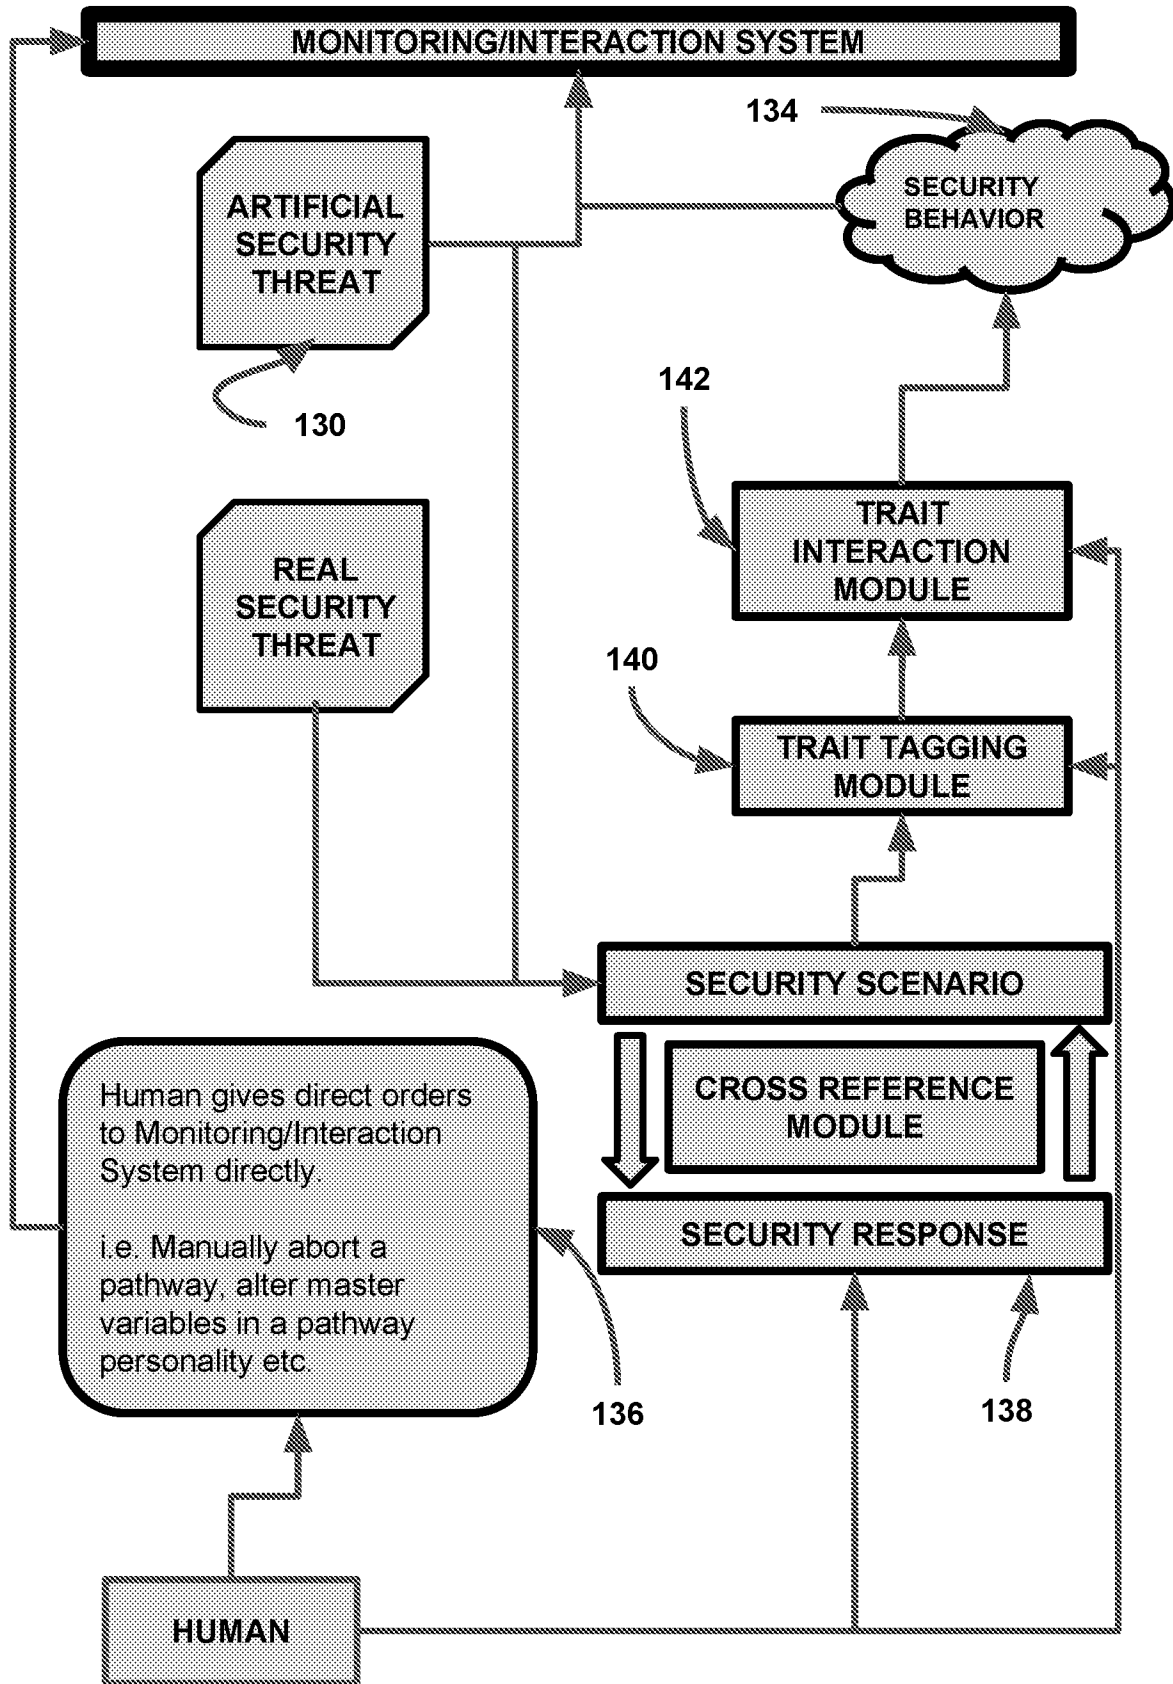 MONITORING/INTERACTION SYSTEM
134
SECURITY
BEHAVIOR
ARTIFICIAL
SECURITY
THREAT
130
142
TRAIT
INTERACTION
MODULE
REAL
SECURITY
THREAT
140
TRAIT TAGGING
MODULE
SECURITY SCENARIO
CROSS REFERENCE
MODULE
SECURITY RESPONSE
Human gives direct orders
to Monitoring/Interaction
System directly.
i.e. Manually abort a
pathway, alter master
variables in a pathway
personality etc.
136
138
HUMAN